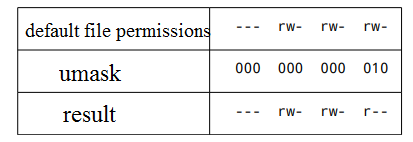 default file permissions --- rw- rw- rw-
umask 000 000 000 010
result --- rw- rw- r--